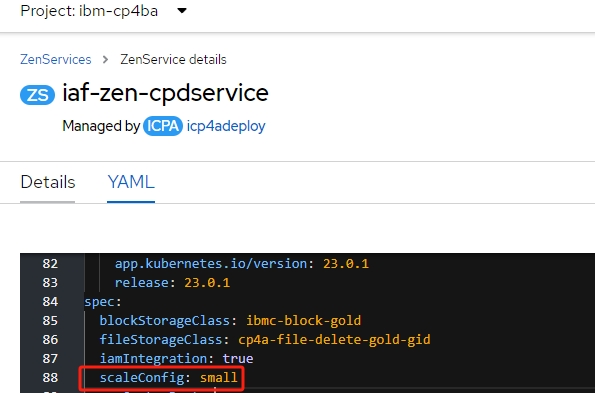 Project: ibm-cp4ba
ZenServices > ZenService details
ZS iaf-zen-cpdservice
Managed by ICPA icp4adeploy
Details YAML
82 app.kubernetes.io/version: 23.0.1
83 release: 23.0.1
84 spec:
85 blockStorageClass: ibmc-block-gold
86 fileStorageClass: cp4a-file-delete-gold-gid
87 iamIntegration: true
88 scaleConfig: small